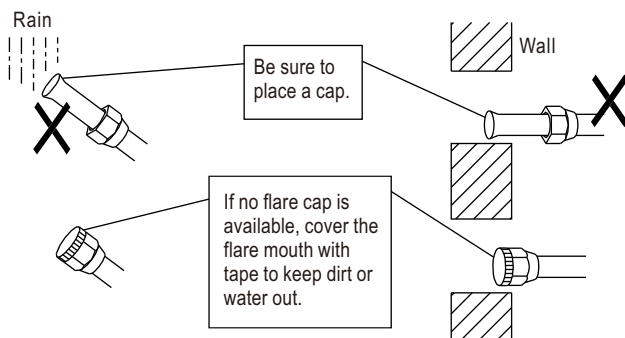 Rain
Wall
Be sure to
place a cap.
If no flare cap is
available, cover the
flare mouth with
tape to keep dirt or
water out.